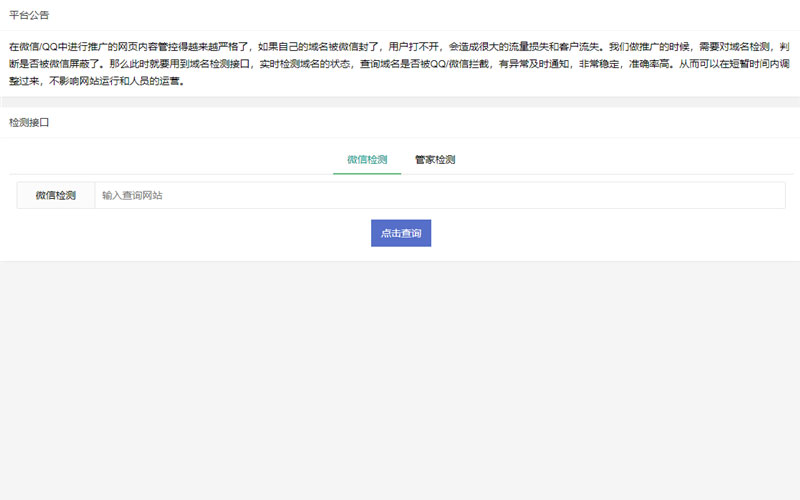 平台公告
在微信/QQ中进行推广的网页内容管控得越来越严格了，如果自己的域名被微信封了，用户打不开，会造成很大的流量损失和客户流失。我们做推广的时候，需要对域名检测，判
断是否被微信屏蔽了。那么此时就要用到域名检测接口，实时检测域名的状态，查询域名是否被QQ/微信拦截，有异常及时通知，非常稳定，准确率高。从而可以在短暂时间内调
整过来，不影响网站运行和人员的运营。
检测接口
微信检测 管家检测
微信检测 输入查询网站
点击查询